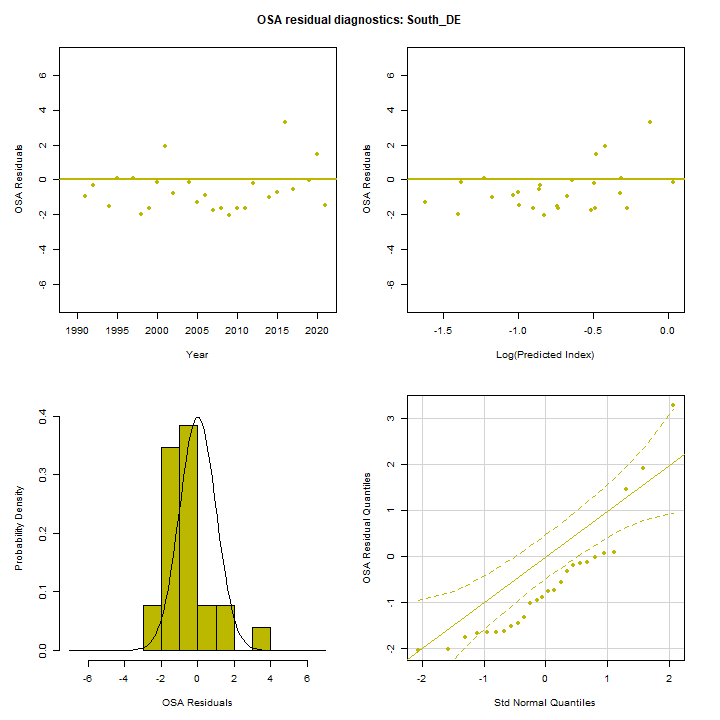 OSA residual diagnostics: South_DE
OSA Residuals
6
4
2
0
-2
-4
-6
1990 1995 2000 2005 2010 2015 2020
Year
OSA Residuals
6
4
2
0
-2
-4
-6
-1.5 -1.0 -0.5 0.0
Log(Predicted Index)
Probability Density
0.4
0.3
0.2
0.1
0.0
-6 -4 -2 0 2 4 6
OSA Residuals
OSA Residual Quantiles
3
2
1
0
-1
-2
-2 -1 0 1 2
Std Normal Quantiles